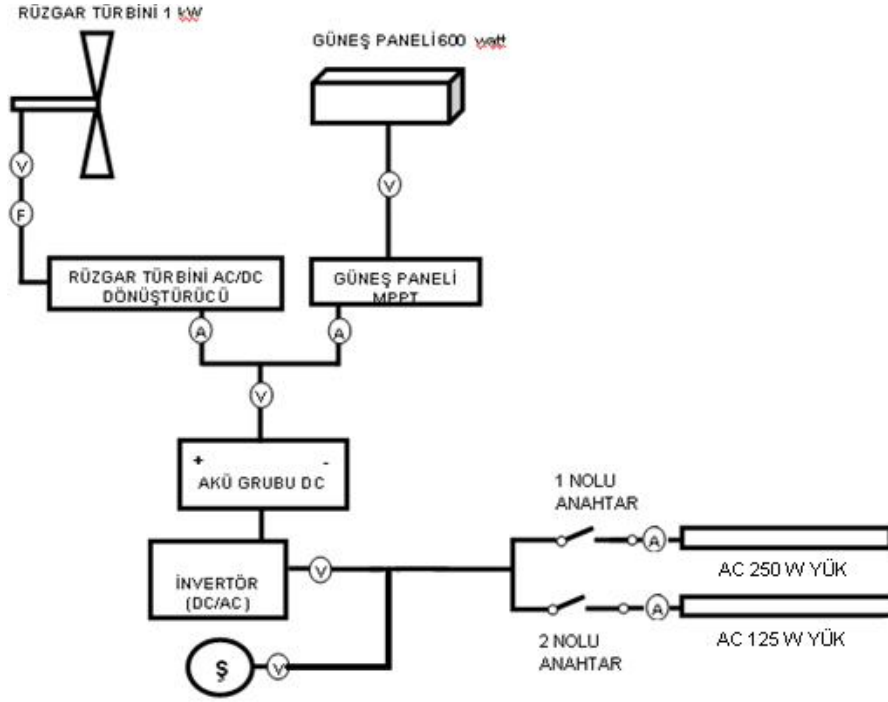 RÜZGAR TÜRBİNİ 1 kW
GÜNEŞ PANELİ 600 watt
V
V
F
RÜZGAR TÜRBİNİ AC/DC
DÖNÜŞTÜRÜCÜ
GÜNEŞ PANELİ
MPPT
A
A
V
+ -
AKÜ GRUBU DC
1 NOLU
ANAHTAR
A
AC 250 W YÜK
İNVERTÖR
(DC/AC)
V
A
AC 125 W YÜK
2 NOLU
ANAHTAR
Ş
V